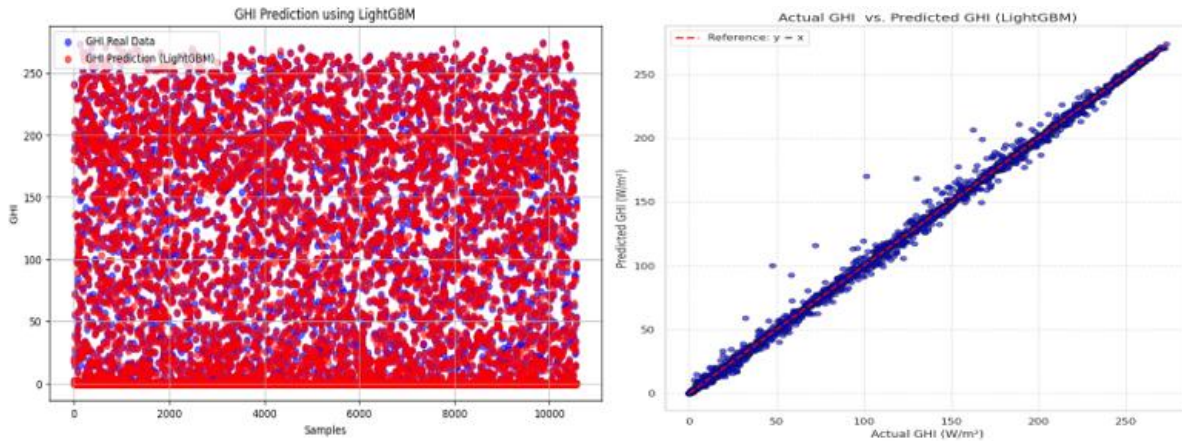 GHI Prediction using LightGBM
GHI Real Data
GHI Prediction (LightGBM)
250
200
150
100
50
0
GHI
0
2000
4000
6000
8000
10000
Samples
Actual GHI vs. Predicted GHI (LightGBM)
Reference: y = x
250
200
150
100
50
0
Predicted GHI (W/m²)
0
50
100
150
200
250
Actual GHI (W/m²)